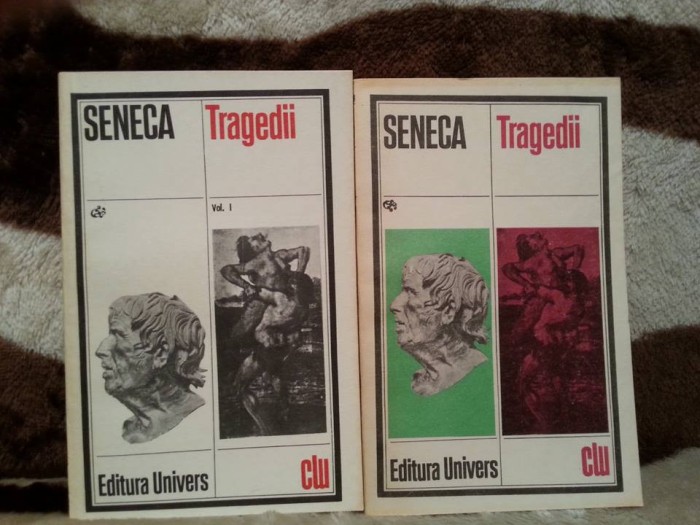 SENECA
Tragedii
Vol. I
Editura Univers
clu
SENECA
Tragedii
Editura Univers
clu